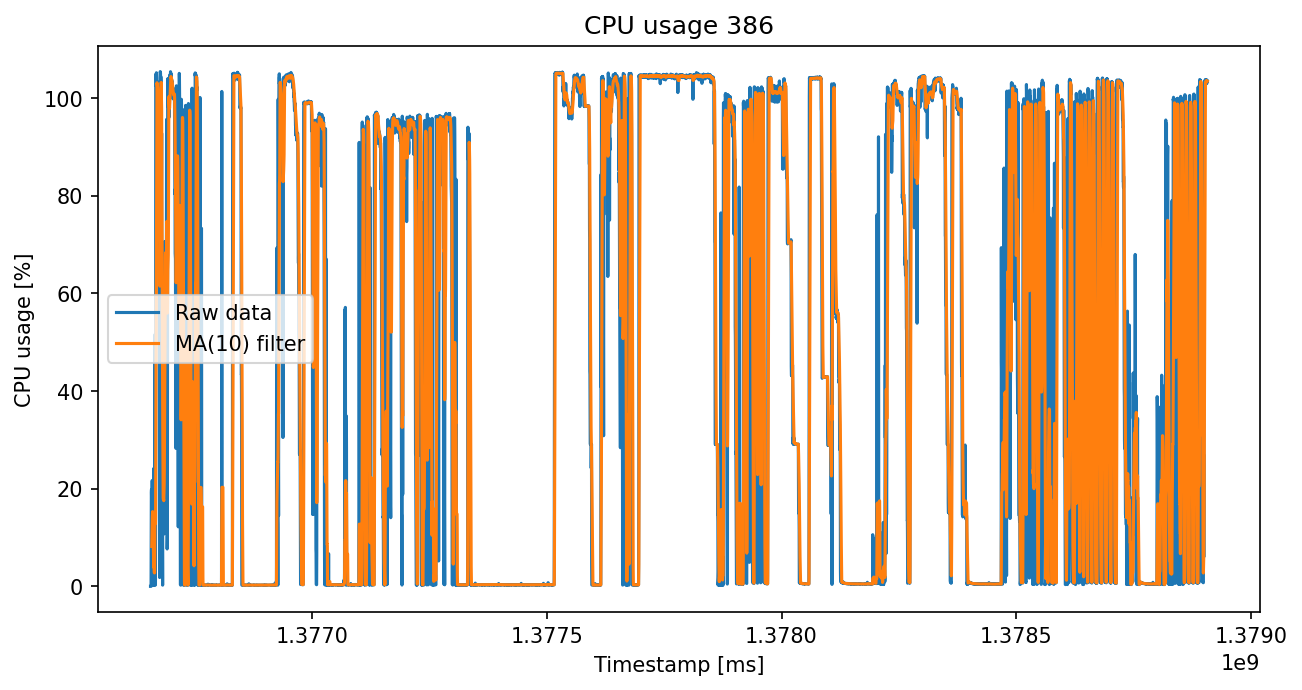 CPU usage 386
CPU usage [%]
100
80
60
40
20
0
Raw data
MA(10) filter
1.3770
1.3775
1.3780
1.3785
1.3790
1e9
Timestamp [ms]